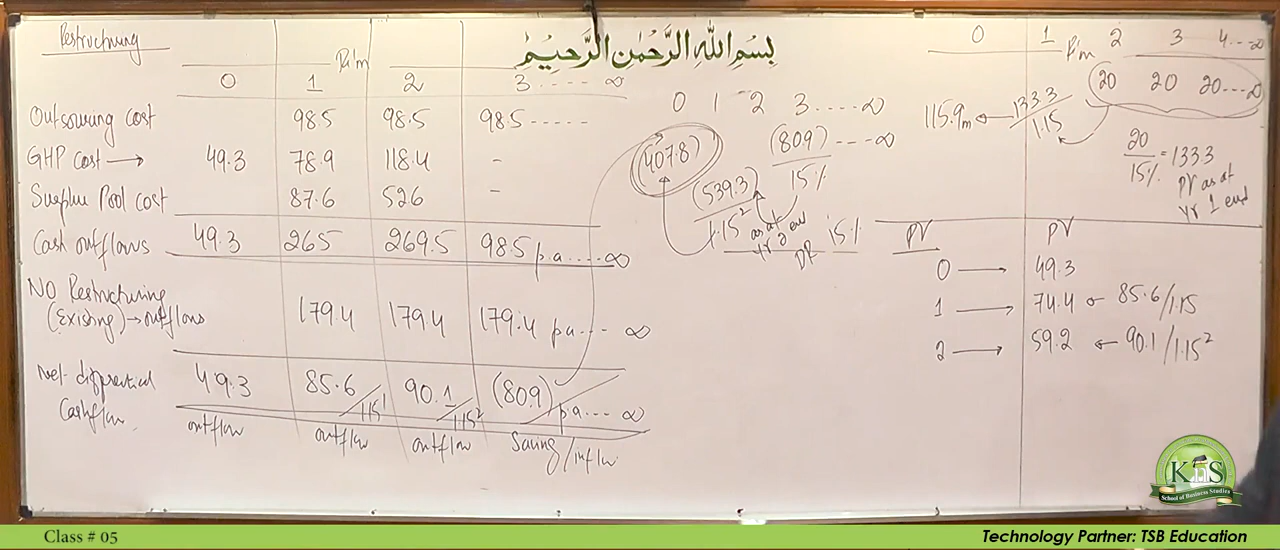 Restructuring
Rs'm
0 1 2 3 ..... ∞
Outsourcing cost 98.5 98.5 98.5 -----
GHP cost → 49.3 78.9 118.4 -
Surplus Pool cost 87.6 52.6 -
Cash outflows 49.3 265 269.5 98.5 p.a.... ∞
NO Restructuring
(Existing) → outflows 179.4 179.4 179.4 pa... ∞
Net differential
Cashflow 49.3 85.6/1.15¹ 90.1/1.15² (80.9) pa... ∞
outflow outflow outflow Saving/inflow
بسم الله الرحمن الرحيم
0 1 2 3 ..... ∞
(407.8) (80.9) --- ∞
15%
(539.3)
1.15² as at
yr 2 end
DR 15%
0 1 2 3 4...∞
Rs'm
20 20 20...∞
115.9m ← 133.3
1.15
20
15% = 133.3
PV as at
yr 1 end
PV PV
0 → 49.3
1 → 74.4 ← 85.6/1.15
2 → 59.2 ← 90.1/1.15²
KnS
School of Business Studies
Class # 05
Technology Partner: TSB Education